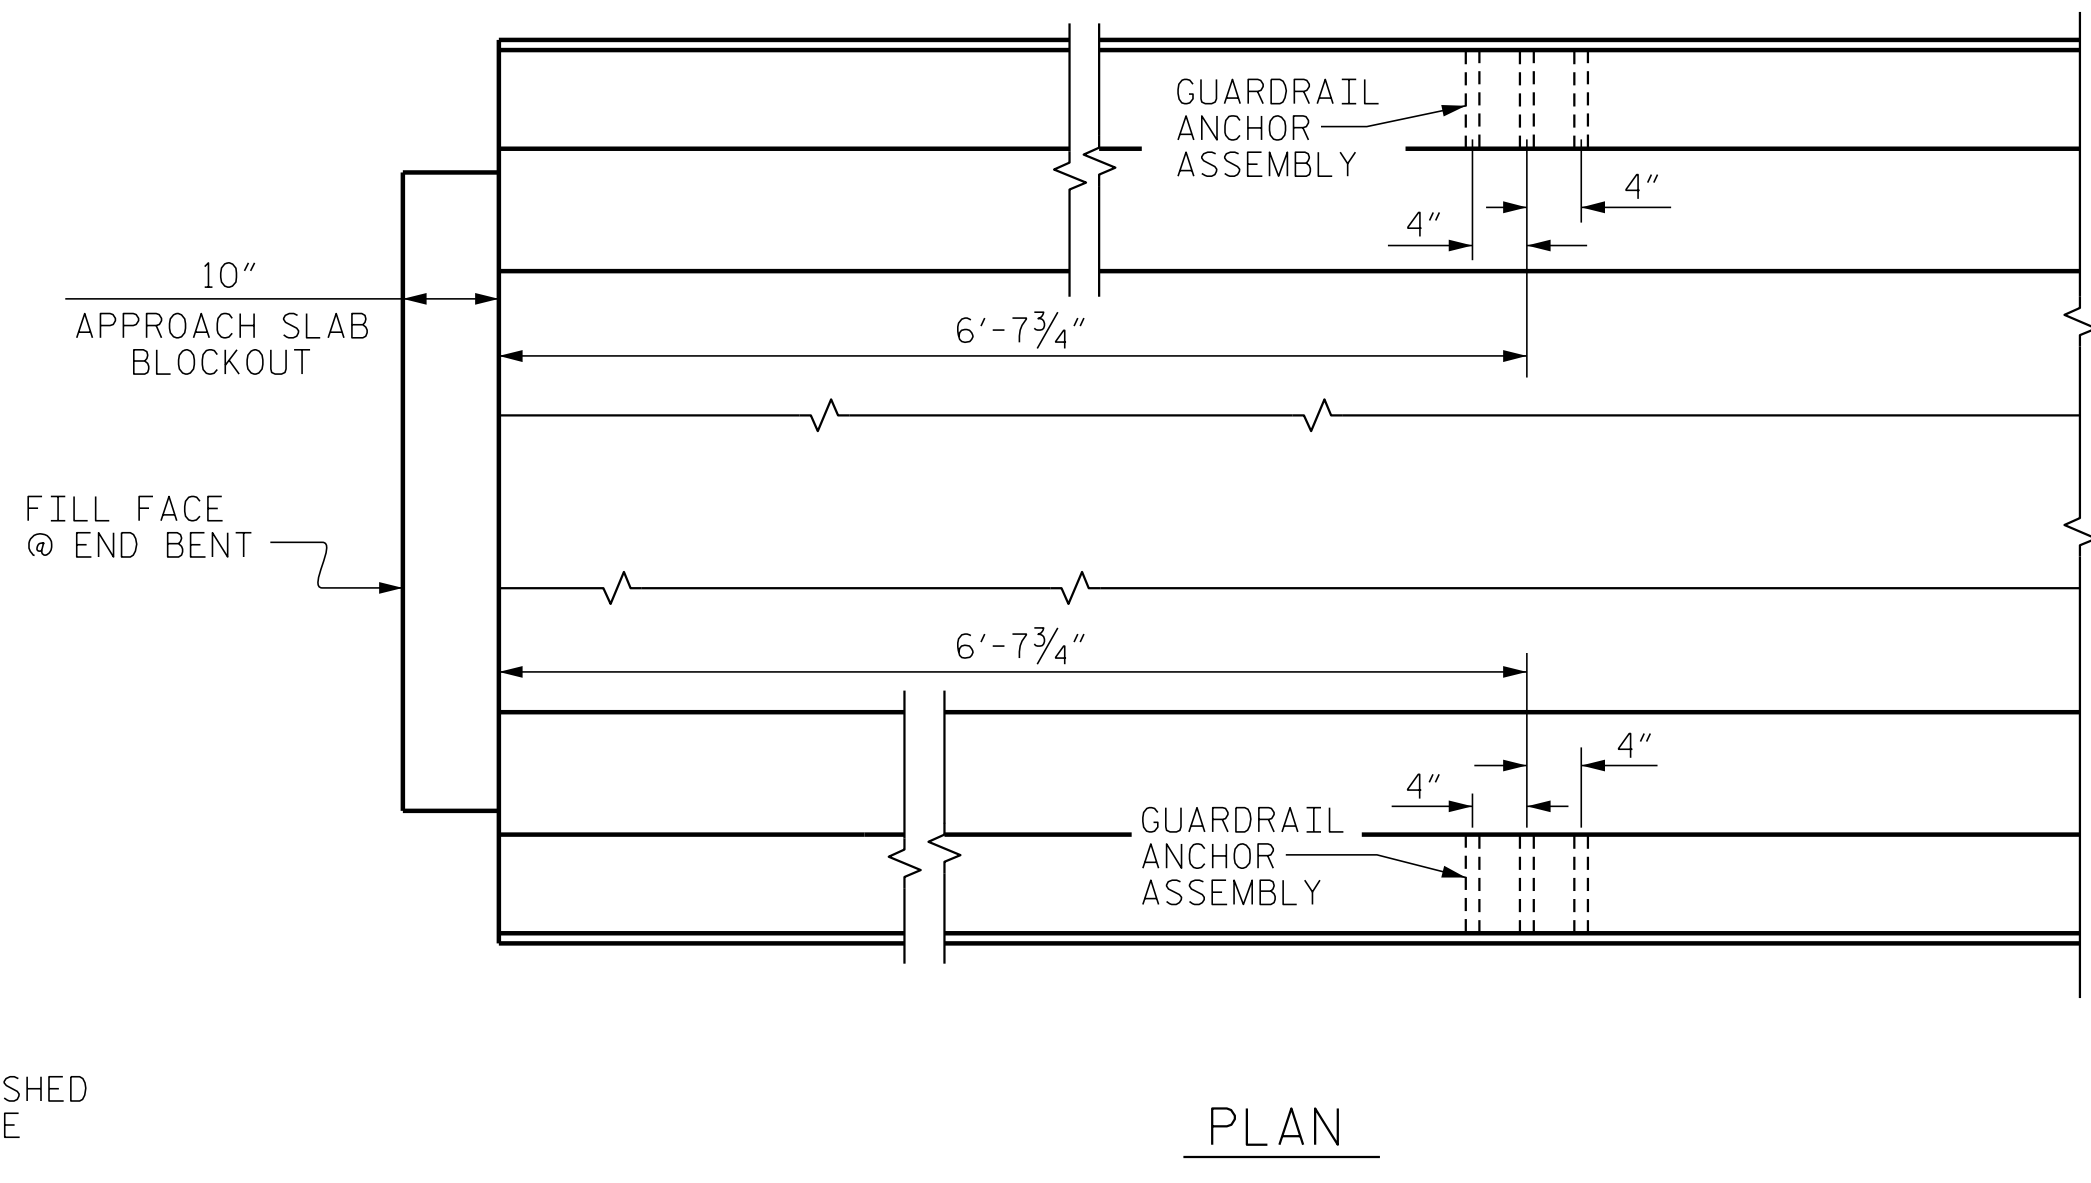 GUARDRAIL
ANCHOR
ASSEMBLY
4"
4"
10"
APPROACH SLAB
BLOCKOUT
6'-7¾"
FILL FACE
@ END BENT
6'-7¾"
4"
4"
GUARDRAIL
ANCHOR
ASSEMBLY
SHED
E
PLAN